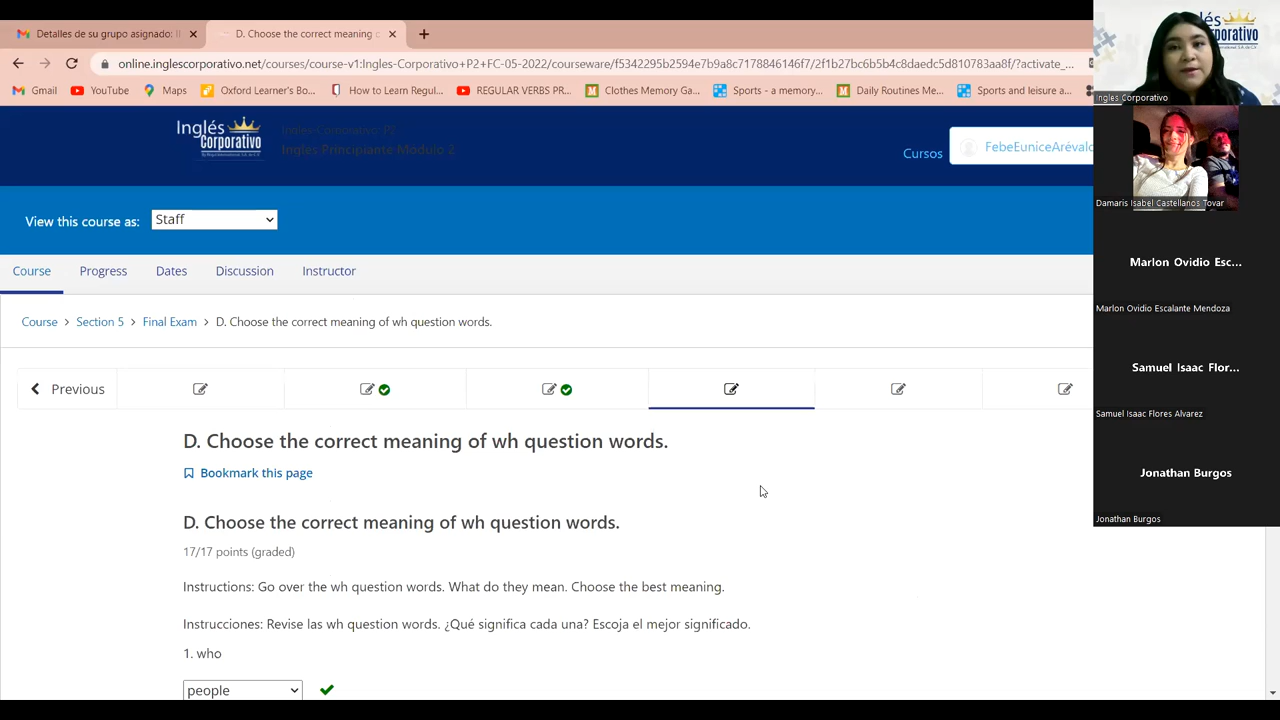 Detalles de su grupo asignado: I
D. Choose the correct meaning o
online.inglescorporativo.net/courses/course-v1:Ingles-Corporativo+P2+FC-05-2022/courseware/f5342295b2594e7b9a8c7178846146f7/2f1b27bc6b5b4c8daedc5d810783aa8f/?activate_...
Gmail
YouTube
Maps
Oxford Learner's Bo...
How to Learn Regul...
REGULAR VERBS PR...
Clothes Memory Ga...
Sports - a memory...
Daily Routines Me...
Sports and leisure a...
Inglés
Corporativo
Ingles Corporativo: P2
Ingles Principiante Módulo 2
Cursos
FebeEuniceArévalo
View this course as:
Staff
Course
Progress
Dates
Discussion
Instructor
Course > Section 5 > Final Exam > D. Choose the correct meaning of wh question words.
Previous
D. Choose the correct meaning of wh question words.
Bookmark this page
D. Choose the correct meaning of wh question words.
17/17 points (graded)
Instructions: Go over the wh question words. What do they mean. Choose the best meaning.
Instrucciones: Revise las wh question words. ¿Qué significa cada una? Escoja el mejor significado.
1. who
people
Corporativo
Ingles Corporativo
Damaris Isabel Castellanos Tovar
Marlon Ovidio Esc...
Marlon Ovidio Escalante Mendoza
Samuel Isaac Flor...
Samuel Isaac Flores Alvarez
Jonathan Burgos
Jonathan Burgos